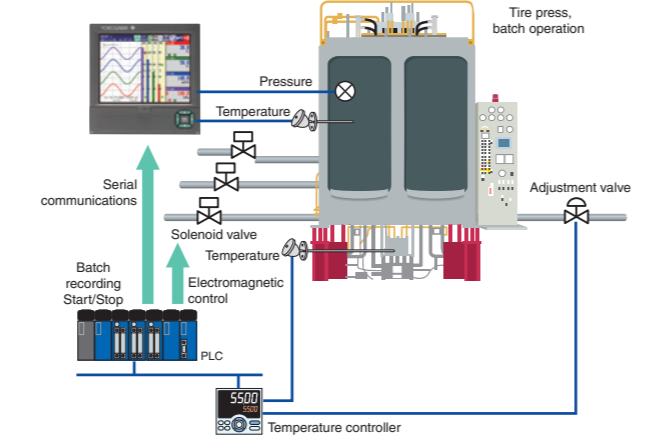 YOKOGAWA
Tire press,
batch operation
Pressure
Temperature
Serial
communications
Adjustment valve
Solenoid valve
Temperature
Batch
recording
Start/Stop
Electromagnetic
control
PLC
5500
5500
Temperature controller